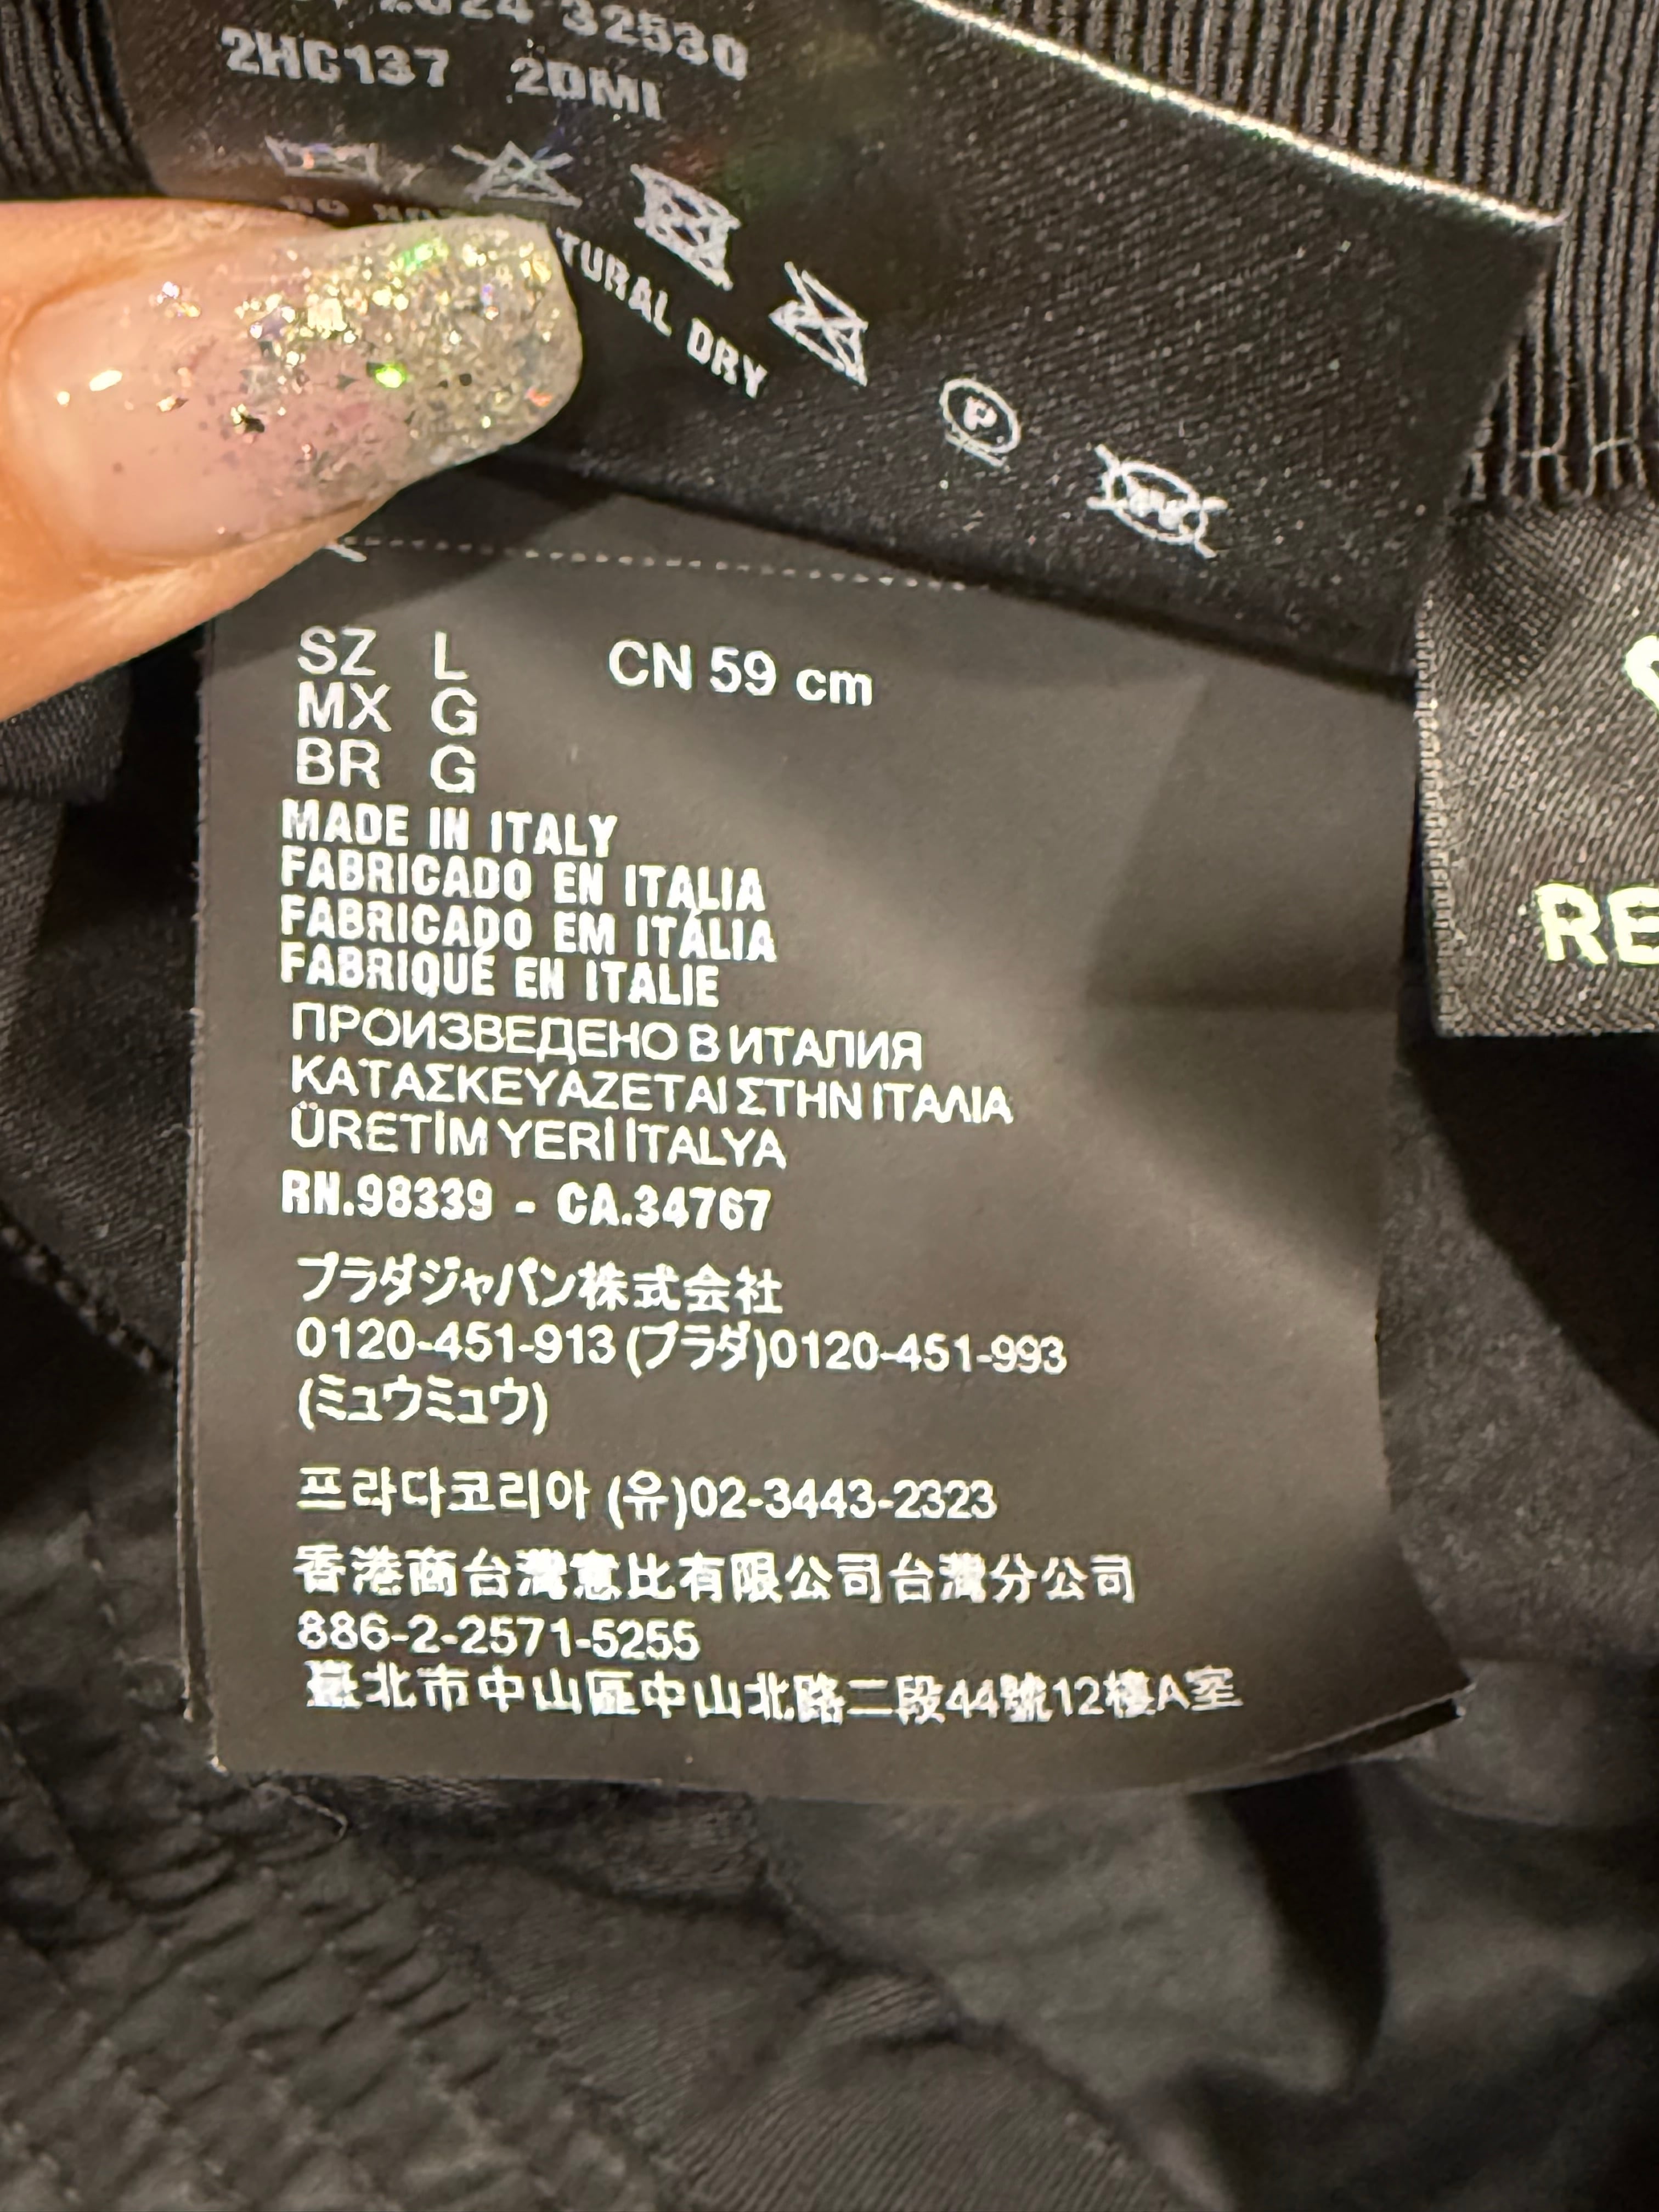 32530
2HC137 2DMI
TURAL DRY
P
SZ L CN 59 cm
MX G
BR G
MADE IN ITALY
FABRICADO EN ITALIA
FABRICADO EM ITÁLIA
FABRIQUÉ EN ITALIE
ПРОИЗВЕДЕНО В ИТАЛИЯ
ΚΑΤΑΣΚΕΥΑΖΕΤΑΙ ΣΤΗΝ ΙΤΑΛΙΑ
ÜRETİM YERİ İTALYA
RN.98339 - CA.34767
プラダジャパン株式会社
0120-451-913 (プラダ)0120-451-993
(ミュウミュウ)
프라다코리아 (유)02-3443-2323
香港商台灣意比有限公司台灣分公司
886-2-2571-5255
臺北市中山區中山北路二段44號12樓A室
RE